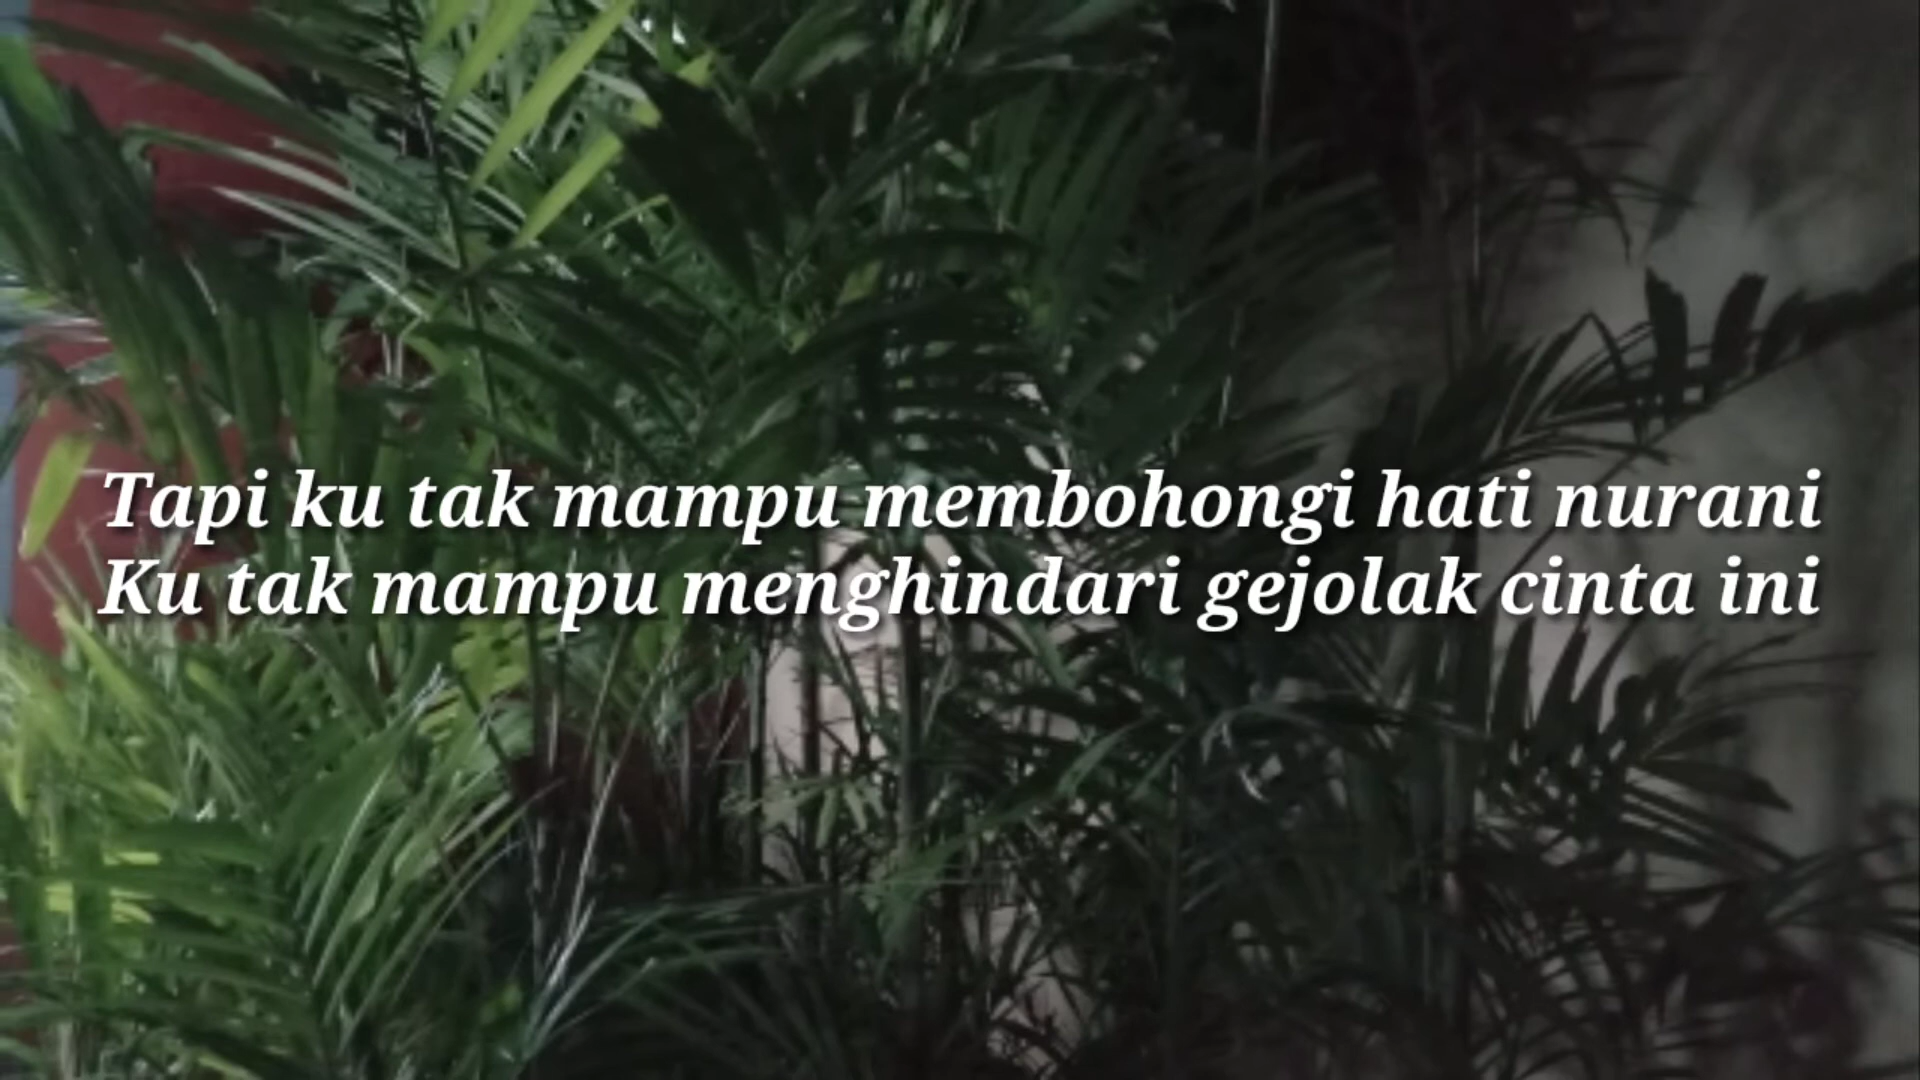 Tapi ku tak mampu membohongi hati nurani
Ku tak mampu menghindari gejolak cinta ini